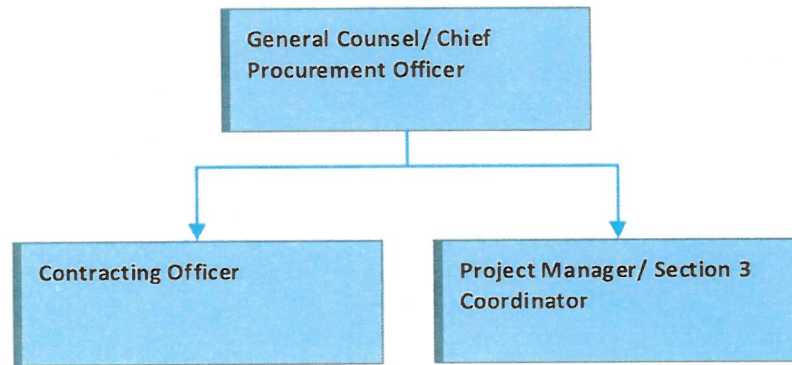 General Counsel/ Chief
Procurement Officer
Contracting Officer
Project Manager/ Section 3
Coordinator